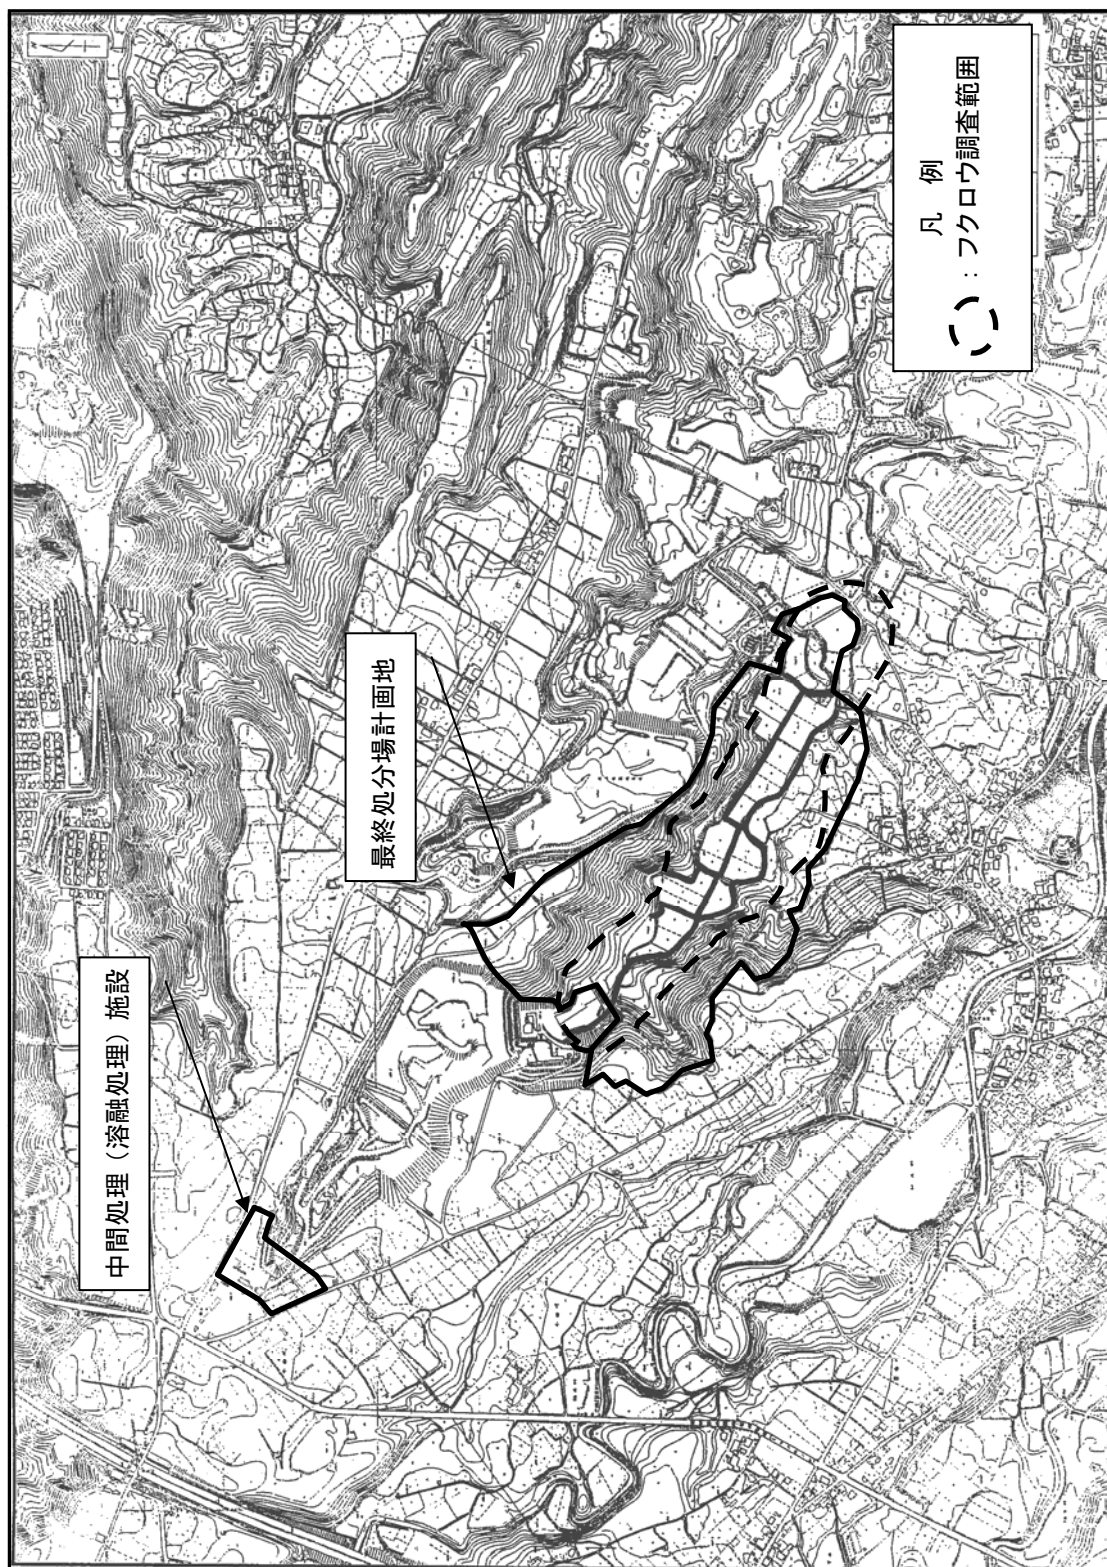 中間処理（溶融処理）施設
最終処分場計画地
凡 例
：フクロウ調査範囲